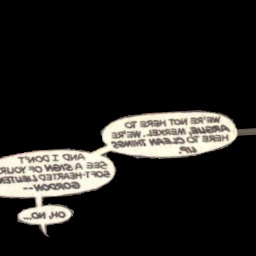 WE'RE NOT HERE TO
ARGUE, MERKEL. WE'RE
HERE TO CLEAN THINGS
UP.
AND I DON'T
SEE A SIGN OF YOUR
SOFT-HEARTED LIEUTEN
GORDON--
OH, NO...